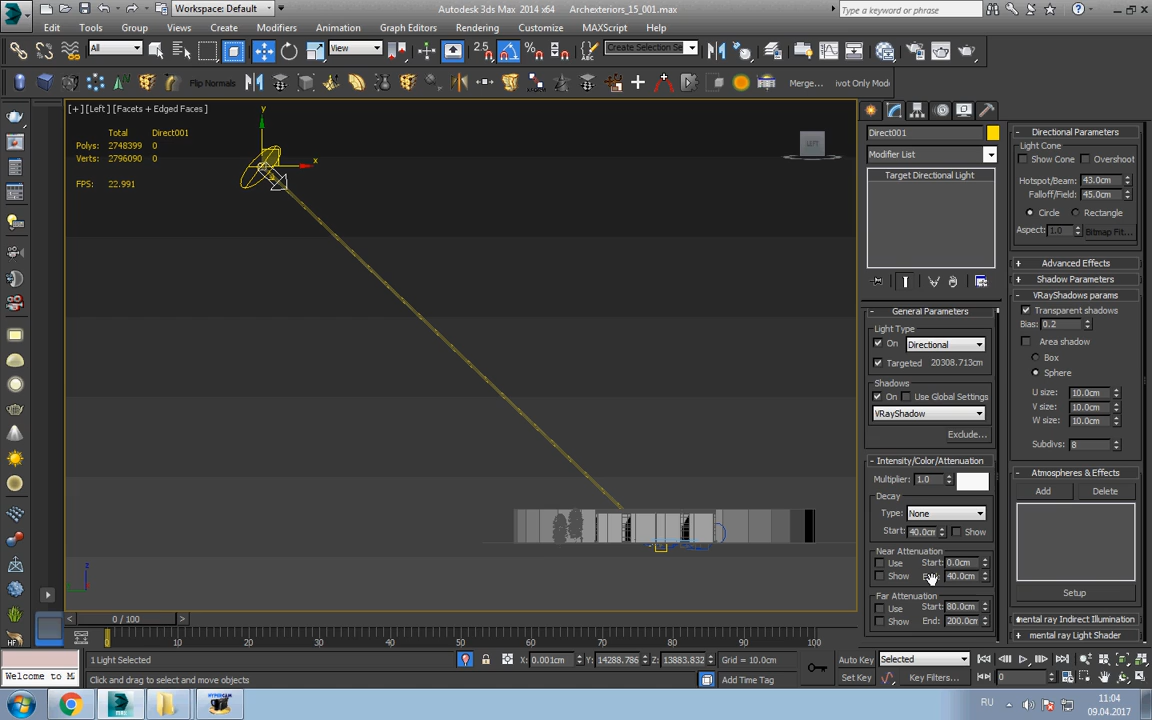 Workspace: Default
Autodesk 3ds Max 2014 x64
Archexteriors_15_001.max
Type a keyword or phrase
Edit Tools Group Views Create Modifiers Animation Graph Editors Rendering Customize MAXScript Help
All
View
2.5
Create Selection Se
Flip Normals
Merge...
ivot Only Mod
[+] [Left] [Facets + Edged Faces ]
Total Direct001
Polys: 2748399 0
Verts: 2796090 0
FPS: 22.991
y
x
z
Direct001
Modifier List
Target Directional Light
General Parameters
Light Type
On Directional
Targeted 20308.713cm
Shadows
On Use Global Settings
VRayShadow
Exclude...
Intensity/Color/Attenuation
Multiplier: 1.0
Decay
Type: None
Start: 40.0cm Show
Near Attenuation
Use Start: 0.0cm
Show End: 40.0cm
Far Attenuation
Use Start: 80.0cm
Show End: 200.0cm
Directional Parameters
Light Cone
Show Cone Overshoot
Hotspot/Beam: 43.0cm
Falloff/Field: 45.0cm
Circle Rectangle
Aspect: 1.0 Bitmap Fit...
Advanced Effects
Shadow Parameters
VRayShadows params
Transparent shadows
Bias: 0.2
Area shadow
Box
Sphere
U size: 10.0cm
V size: 10.0cm
W size: 10.0cm
Subdivs: 8
Atmospheres & Effects
Add Delete
Setup
mental ray Indirect Illumination
mental ray Light Shader
0 / 100
0 10 20 30 40 50 60 70 80 90 100
1 Light Selected
X: 0.001cm Y: 14288.786 Z: 13883.832 Grid = 10.0cm
Auto Key Selected
Welcome to M
Click and drag to select and move objects
Add Time Tag
Set Key Key Filters...
0
RU
11:04
09.04.2017